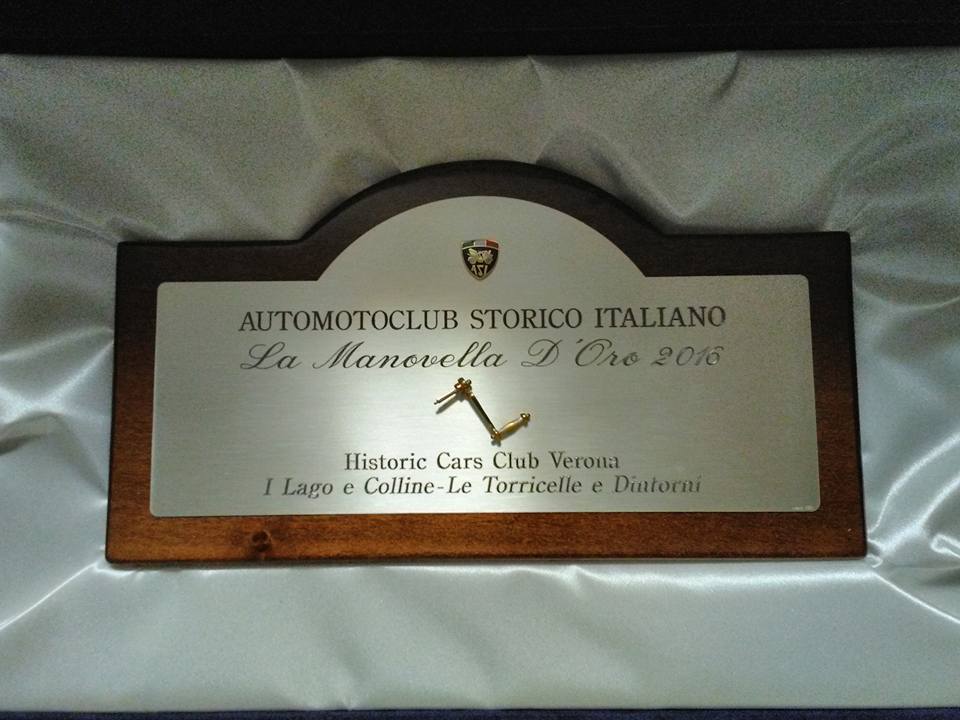 ASI
AUTOMOTOCLUB STORICO ITALIANO
La Manovella D'Oro 2016
Historic Cars Club Verona
I Lago e Colline-Le Torricelle e Dintorni